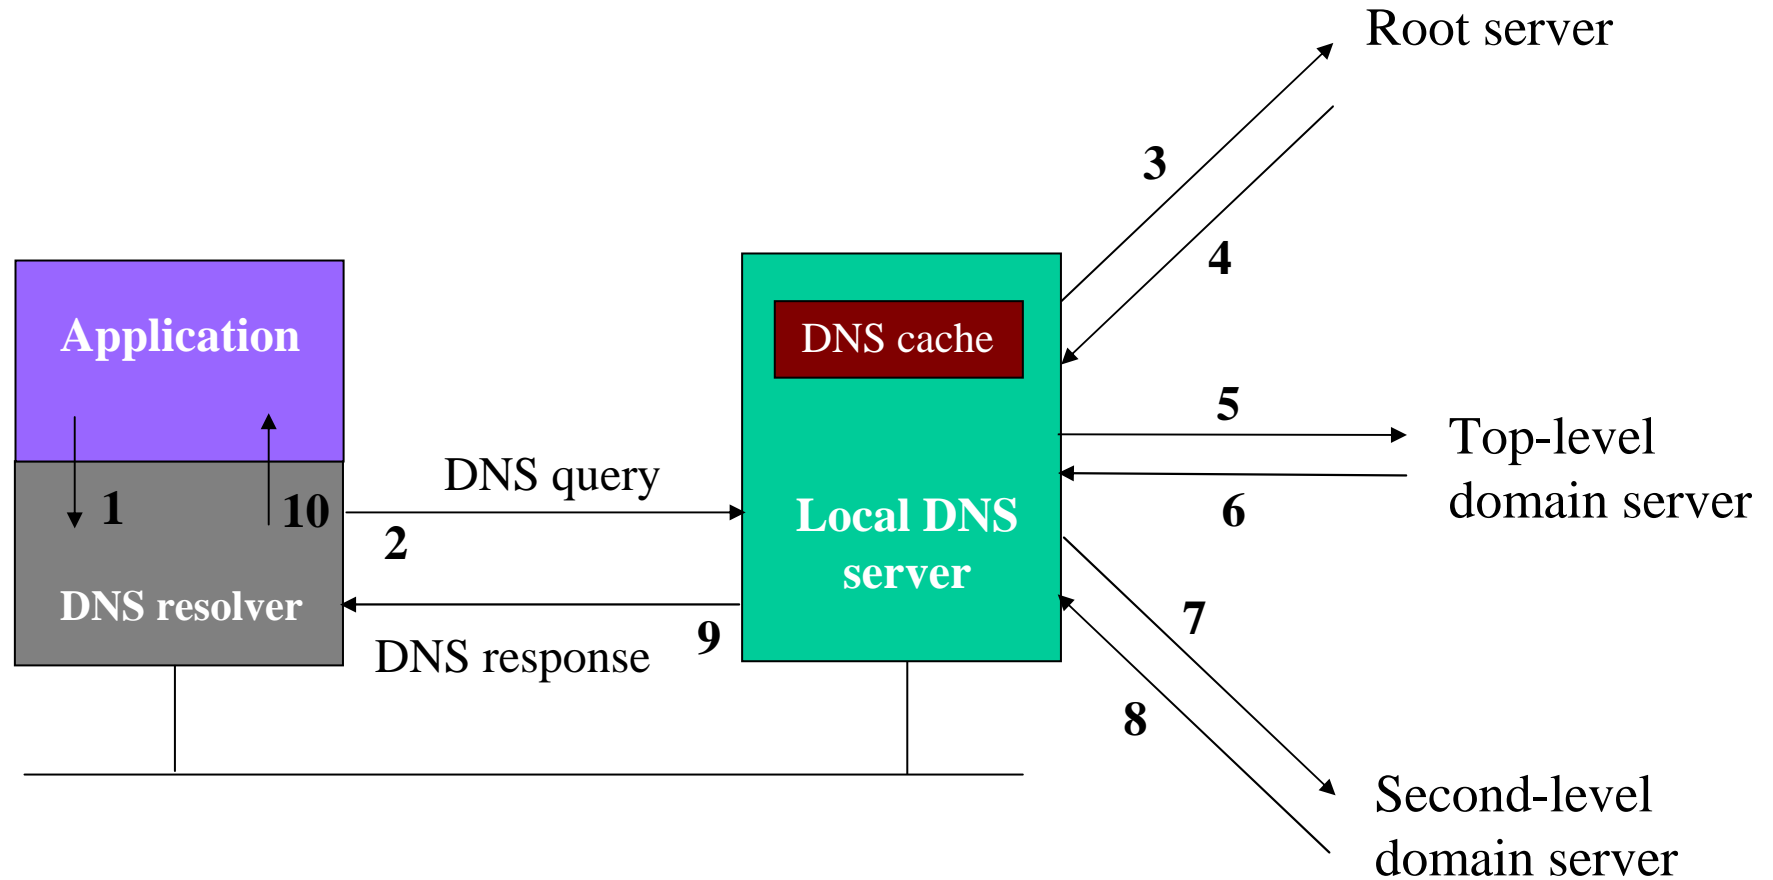 Root server
3
4
Application
DNS cache
5
Top-level
domain server
6
DNS query
1
10
2
Local DNS
server
DNS resolver
9
DNS response
7
8
Second-level
domain server